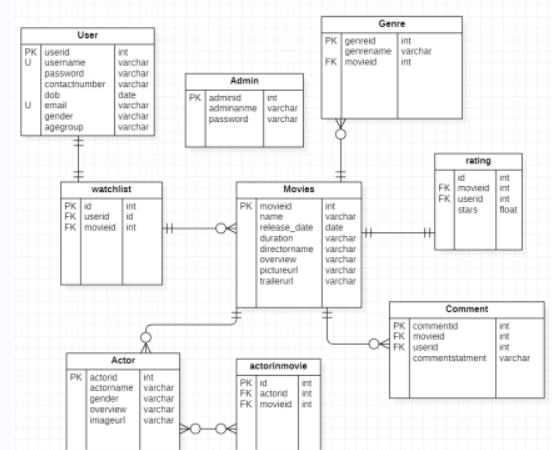 User
PK userid int
U username varchar
password varchar
contactnumber varchar
dob date
U email varchar
gender varchar
agegroup varchar
Admin
PK adminid int
adminanme varchar
password varchar
Genre
PK genreid int
genrename varchar
FK movieid int
rating
id int
FK movieid int
FK userid int
stars float
watchlist
PK id int
FK userid id
FK movieid int
Movies
PK movieid int
name varchar
release_date date
duration varchar
directorname varchar
overview varchar
pictureurl varchar
trailerurl varchar
Comment
PK commentid int
FK movieid int
FK userid int
commentstatment varchar
Actor
PK actorid int
actorname varchar
gender varchar
overview varchar
imageurl varchar
actorinmovie
PK id int
FK actorid int
FK movieid int